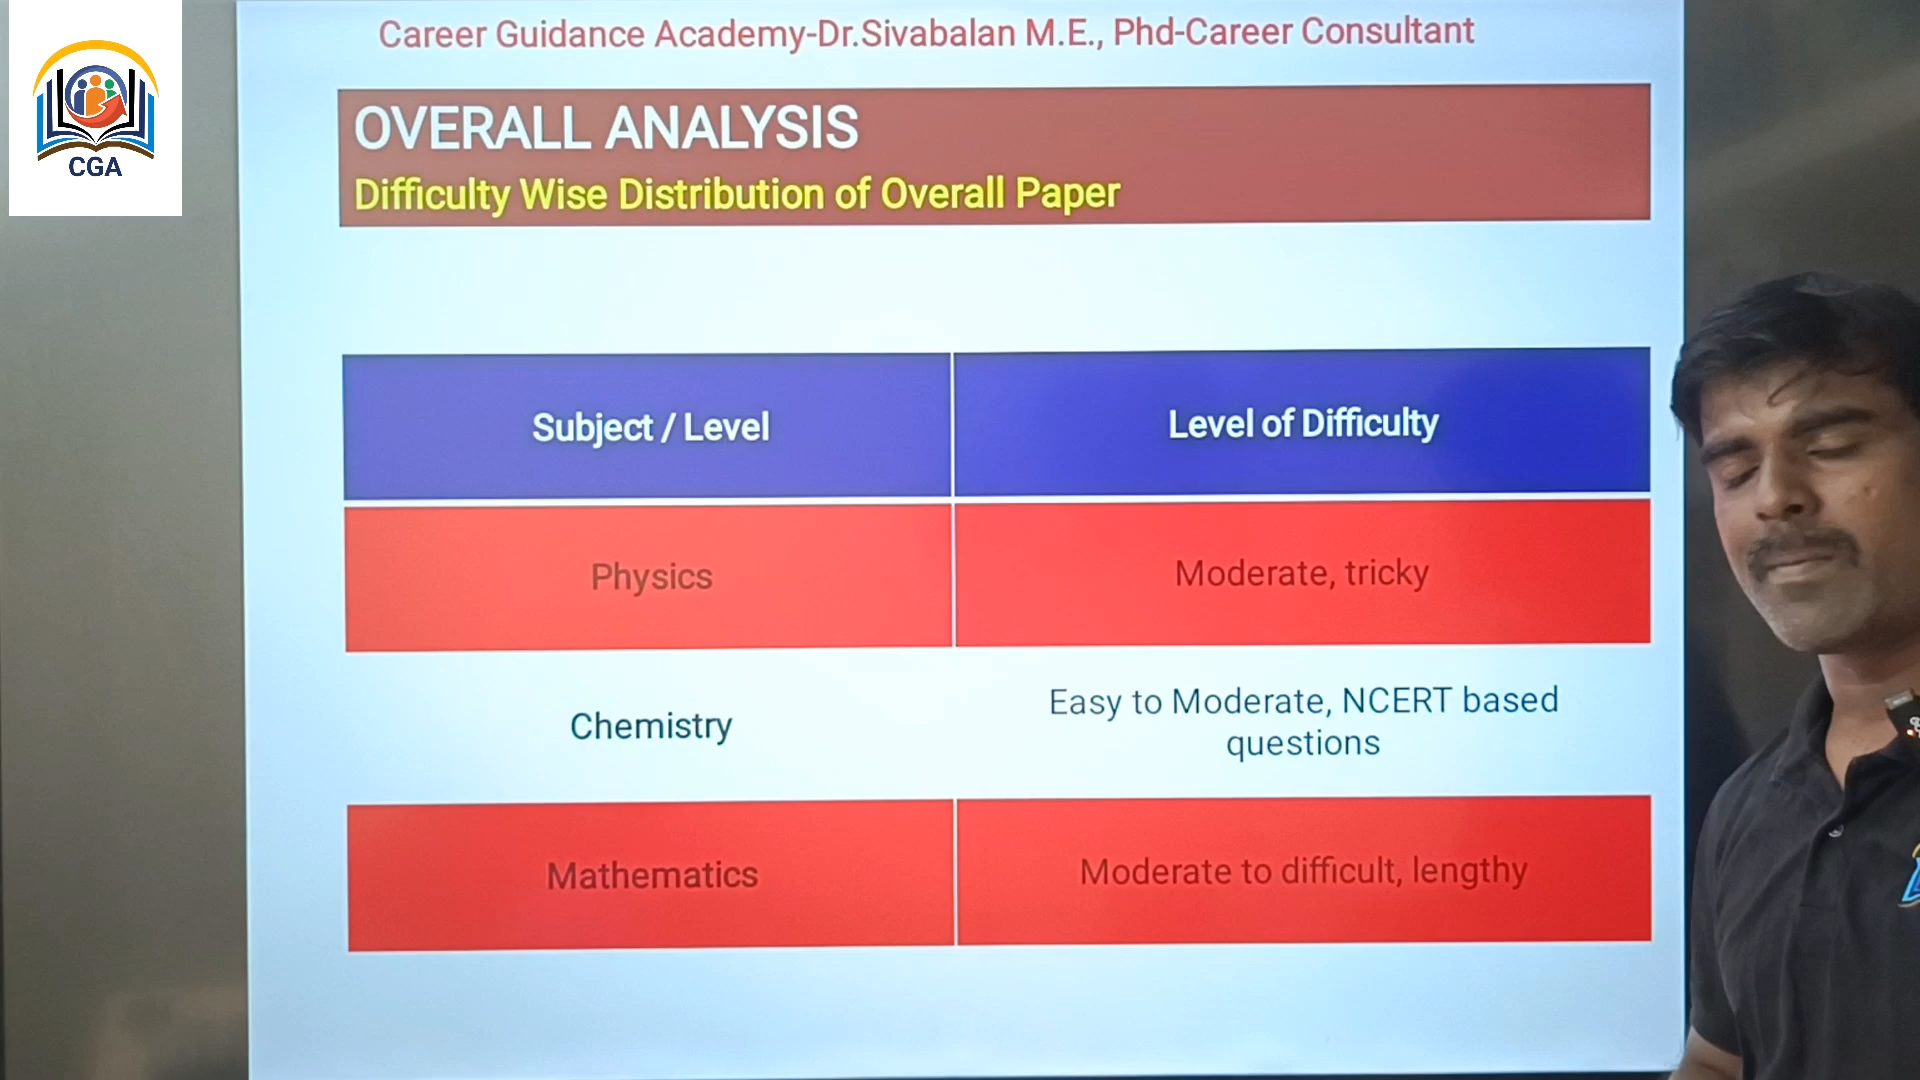 Career Guidance Academy-Dr.Sivabalan M.E., Phd-Career Consultant
CGA
OVERALL ANALYSIS
Difficulty Wise Distribution of Overall Paper
Subject / Level
Level of Difficulty
Physics
Moderate, tricky
Chemistry
Easy to Moderate, NCERT based
questions
Mathematics
Moderate to difficult, lengthy